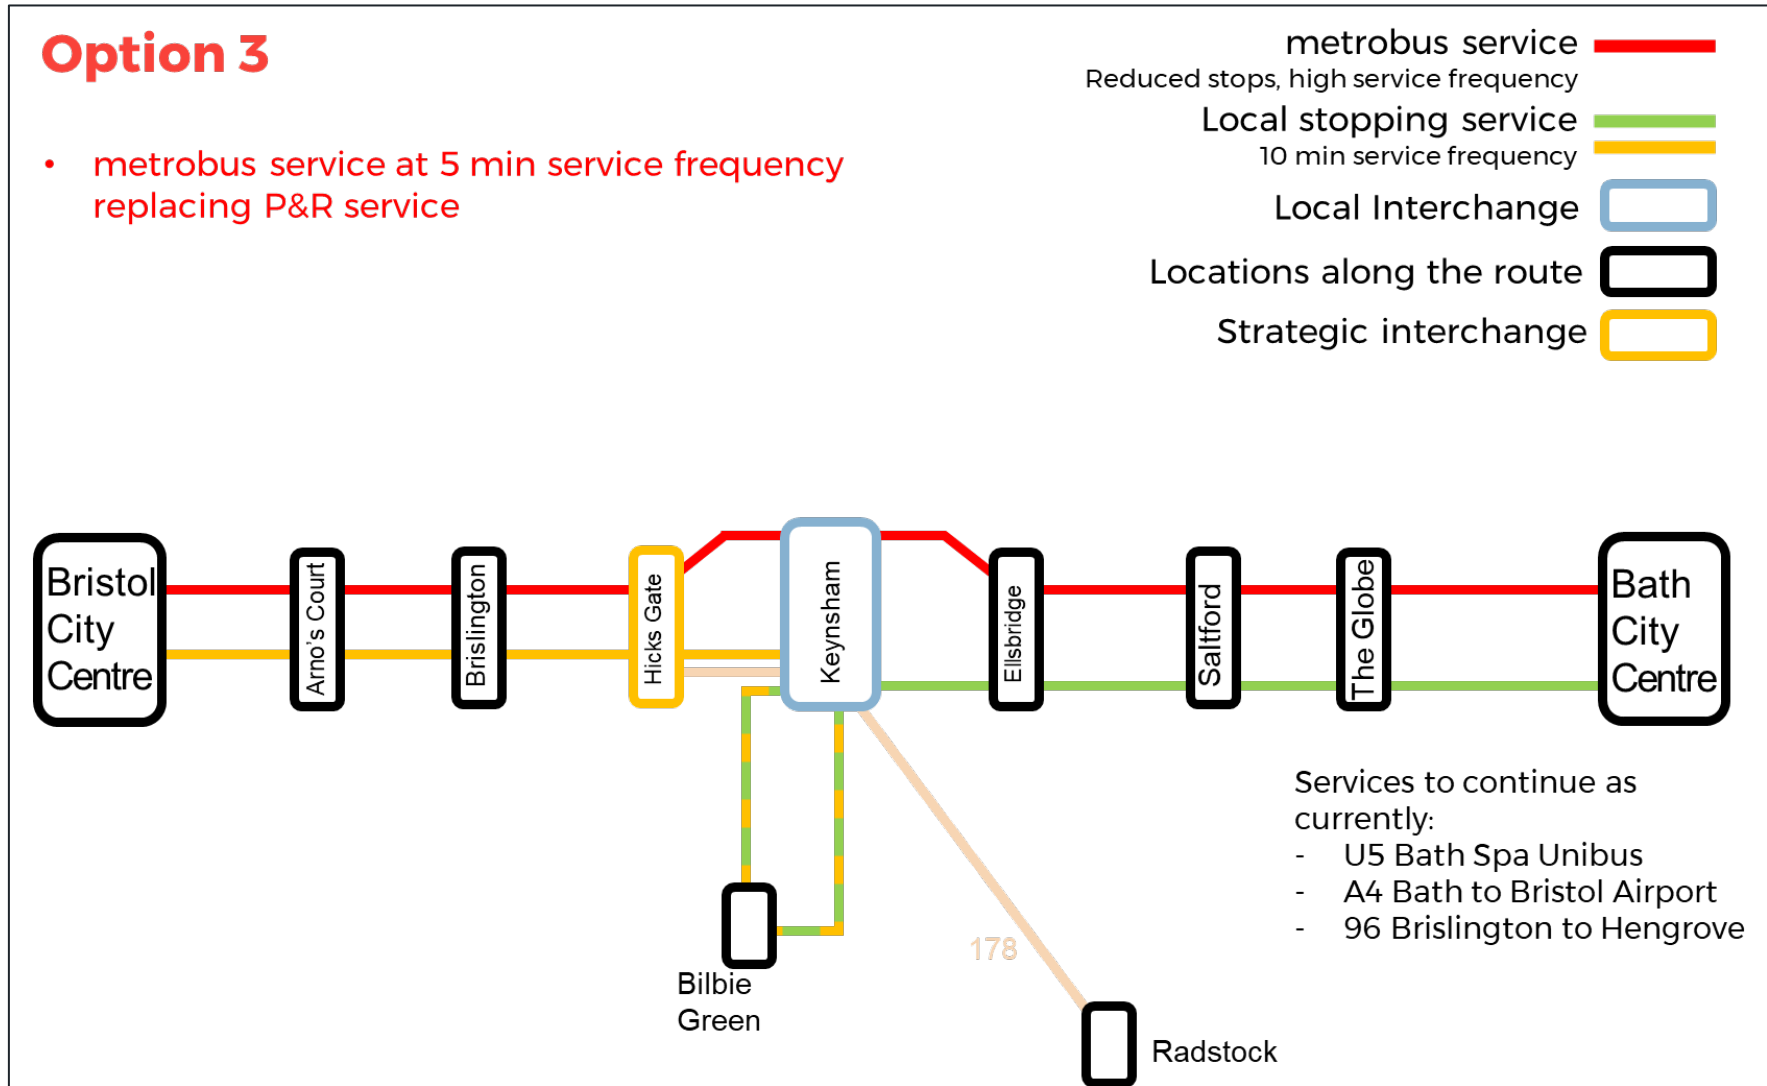 Option 3
• metrobus service at 5 min service frequency
replacing P&R service
metrobus service
Reduced stops, high service frequency
Local stopping service
10 min service frequency
Local Interchange
Locations along the route
Strategic interchange
Bristol
City
Centre
Arno's Court
Brislington
Hicks Gate
Keynsham
Ellsbridge
Saltford
The Globe
Bath
City
Centre
Bilbie
Green
178
Radstock
Services to continue as
currently:
- U5 Bath Spa Unibus
- A4 Bath to Bristol Airport
- 96 Brislington to Hengrove